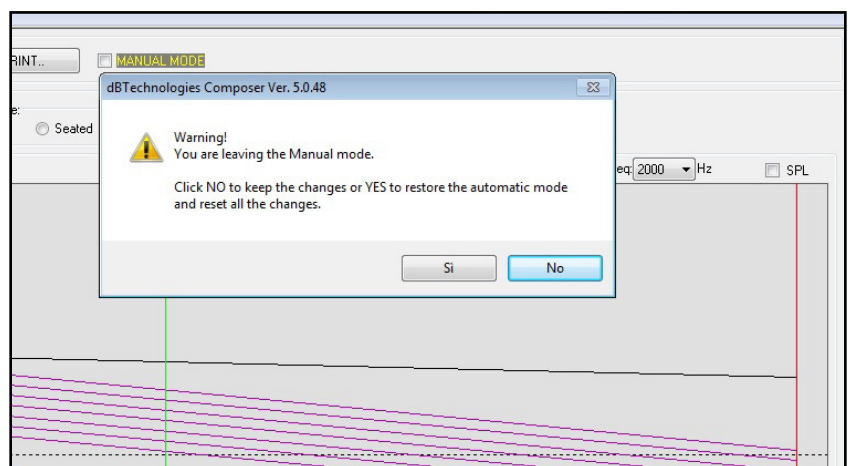 RINT..
MANUAL MODE
dBTechnologies Composer Ver. 5.0.48
e:
Seated
Warning!
You are leaving the Manual mode.
eq: 2000 Hz
SPL
Click NO to keep the changes or YES to restore the automatic mode
and reset all the changes.
Sì
No